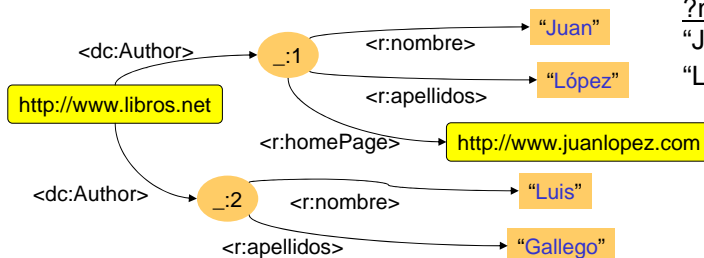 ?n
<dc:Author>
_:1
<r:nombre>
“Juan”
“J
<r:apellidos>
“López”
“L
http://www.libros.net
<r:homePage>
http://www.juanlopez.com
<dc:Author>
_:2
<r:nombre>
“Luis”
<r:apellidos>
“Gallego”